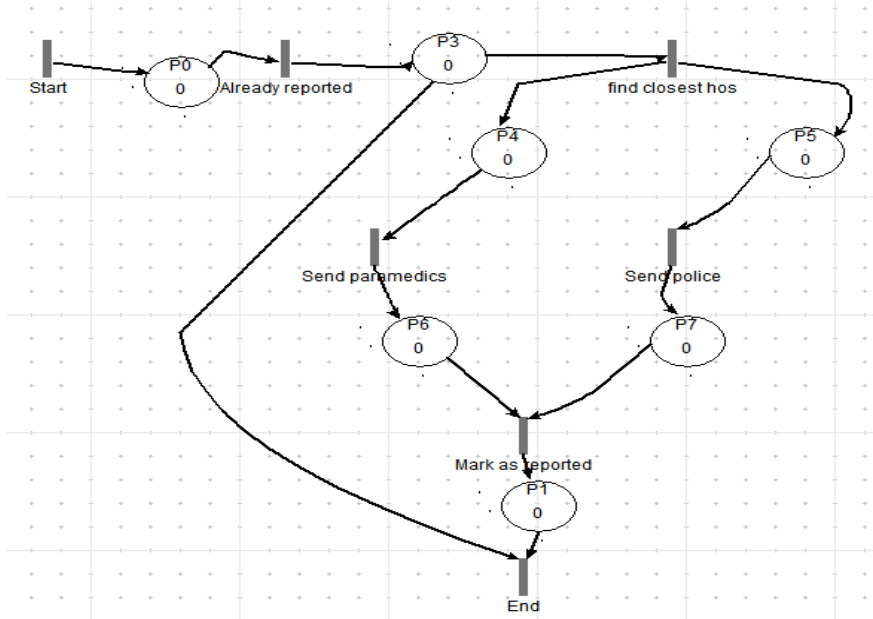 P0
0
P3
0
Start
Already reported
find closest hos
P4
0
P5
0
Send paramedics
Send police
P6
0
P7
0
Mark as reported
P1
0
End